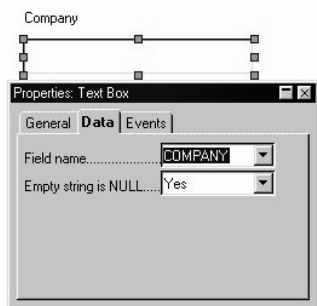 Company
Properties: Text Box
General Data Events
Field name.................... COMPANY
Empty string is NULL..... Yes